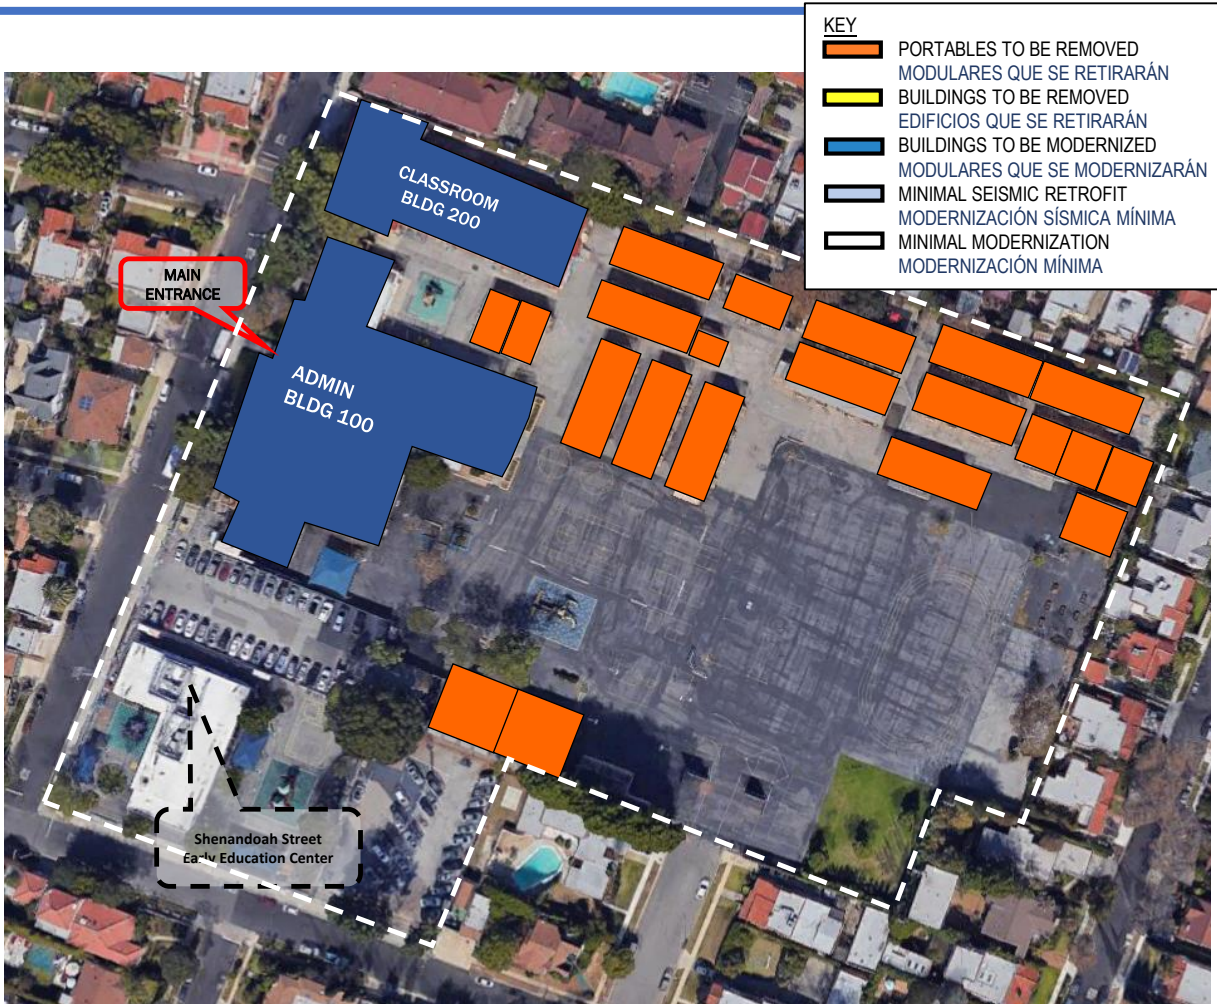 KEY
PORTABLES TO BE REMOVED
MODULARES QUE SE RETIRARÁN
BUILDINGS TO BE REMOVED
EDIFICIOS QUE SE RETIRARÁN
BUILDINGS TO BE MODERNIZED
MODULARES QUE SE MODERNIZARÁN
MINIMAL SEISMIC RETROFIT
MODERNIZACIÓN SÍSMICA MÍNIMA
MINIMAL MODERNIZATION
MODERNIZACIÓN MÍNIMA
CLASSROOM
BLDG 200
MAIN
ENTRANCE
ADMIN
BLDG 100
Shenandoah Street
Early Education Center